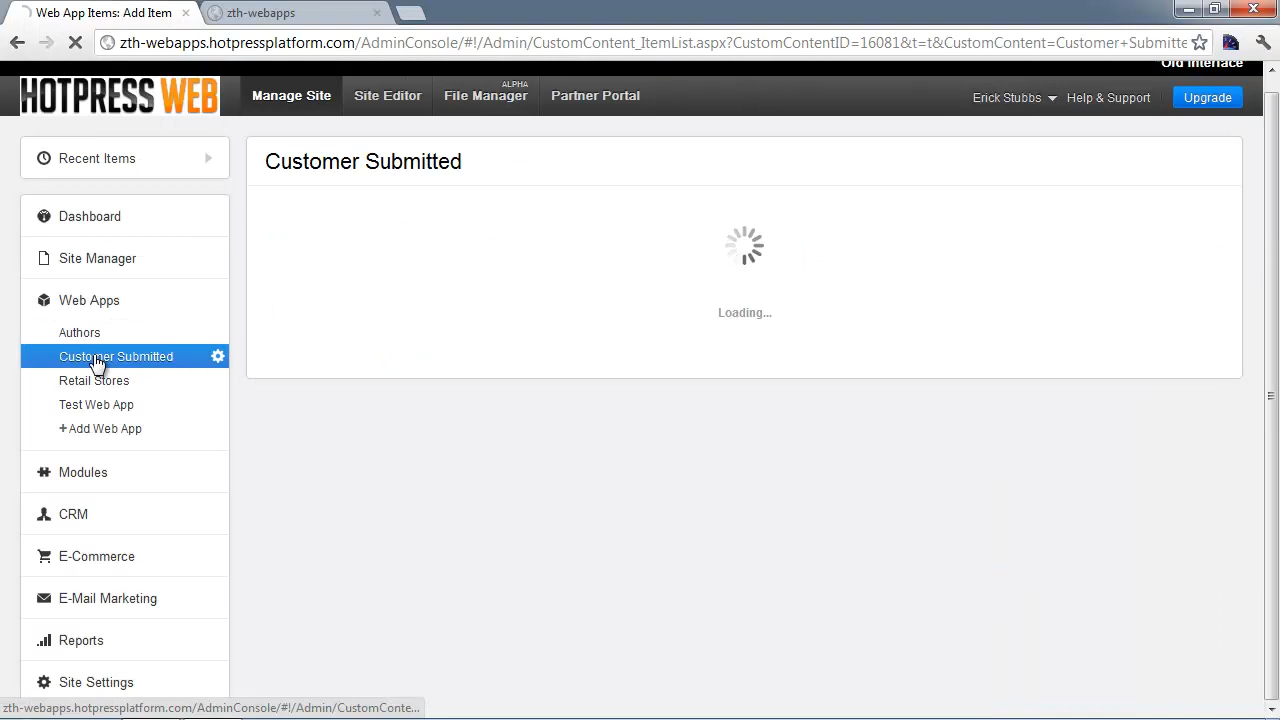 Web App Items: Add Item
zth-webapps
zth-webapps.hotpressplatform.com/AdminConsole/#!/Admin/CustomContent_ItemList.aspx?CustomContentID=16081&t=t&CustomContent=Customer+Submitte
Old Interface
HOTPRESS WEB
Manage Site
Site Editor
ALPHA
File Manager
Partner Portal
Erick Stubbs
Help & Support
Upgrade
Recent Items
Customer Submitted
Dashboard
Site Manager
Web Apps
Authors
Customer Submitted
Retail Stores
Test Web App
+ Add Web App
Loading...
Modules
CRM
E-Commerce
E-Mail Marketing
Reports
Site Settings
zth-webapps.hotpressplatform.com/AdminConsole/#!/Admin/CustomConte...